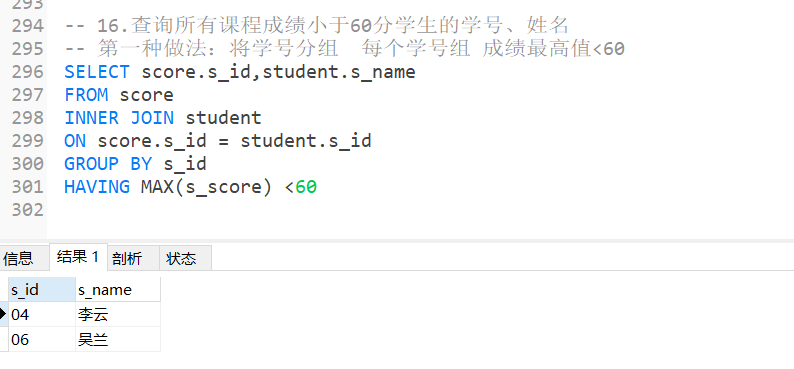 293
294 -- 16.查询所有课程成绩小于60分学生的学号、姓名
295 -- 第一种做法：将学号分组  每个学号组 成绩最高值<60
296 SELECT score.s_id,student.s_name
297 FROM score
298 INNER JOIN student
299 ON score.s_id = student.s_id
300 GROUP BY s_id
301 HAVING MAX(s_score) <60
302
信息 结果 1 剖析 状态
s_id s_name
04 李云
06 吴兰